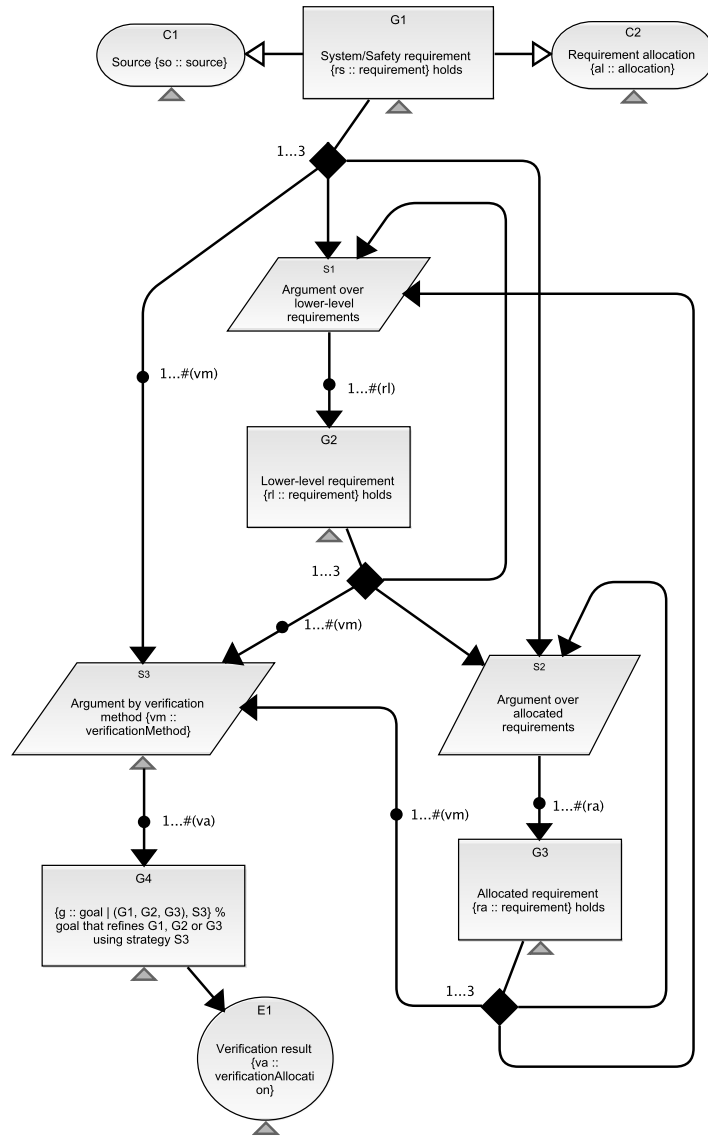 C1
Source {so :: source}
G1
System/Safety requirement
{rs :: requirement} holds
C2
Requirement allocation
{al :: allocation}
1...3
S1
Argument over
lower-level
requirements
1...#(vm)
1...#(rl)
G2
Lower-level requirement
{rl :: requirement} holds
1...3
1...#(vm)
S3
Argument by verification
method {vm ::
verificationMethod}
S2
Argument over
allocated
requirements
1...#(va)
1...#(vm)
1...#(ra)
G4
{g :: goal | (G1, G2, G3), S3} %
goal that refines G1, G2 or G3
using strategy S3
G3
Allocated requirement
{ra :: requirement} holds
1...3
E1
Verification result
{va ::
verificationAllocati
on}